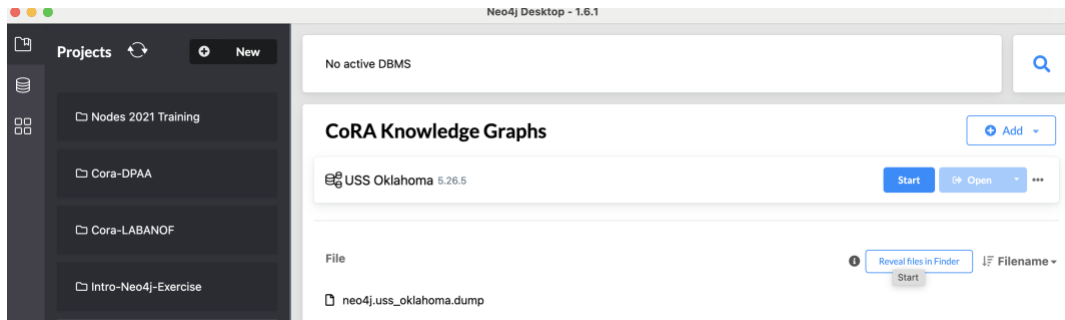 Neo4j Desktop - 1.6.1
Projects
New
Nodes 2021 Training
Cora-DPAA
Cora-LABANOF
Intro-Neo4j-Exercise
No active DBMS
CoRA Knowledge Graphs
Add
USS Oklahoma 5.26.5
Start
Open
File
Reveal files in Finder
Filename
Start
neo4j.uss_oklahoma.dump